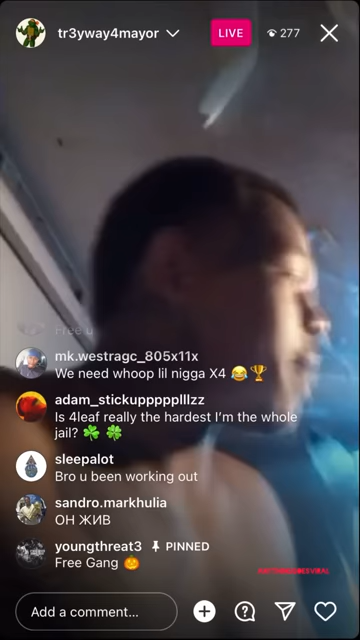 tr3yway4mayor
LIVE
277
Free u
mk.westragc_805x11x
We need whoop lil nigga X4 😂🏆
adam_stickupppppllzz
Is 4leaf really the hardest I'm the whole
jail? ☘️ ☘️
sleepalot
Bro u been working out
sandro.markhulia
ОН ЖИВ
youngthreat3 PINNED
Free Gang 🎃
Add a comment...